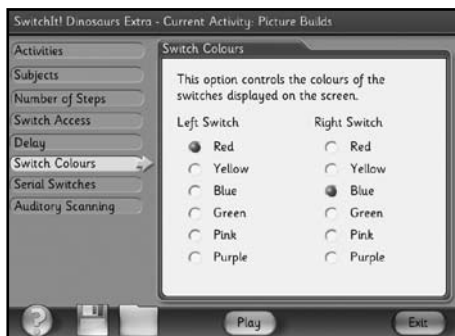 SwitchIt! Dinosaurs Extra - Current Activity: Picture Builds
Activities
Subjects
Number of Steps
Switch Access
Delay
Switch Colours
Serial Switches
Auditory Scanning
Switch Colours
This option controls the colours of the
switches displayed on the screen.
Left Switch Right Switch
Red Red
Yellow Yellow
Blue Blue
Green Green
Pink Pink
Purple Purple
? Play Exit